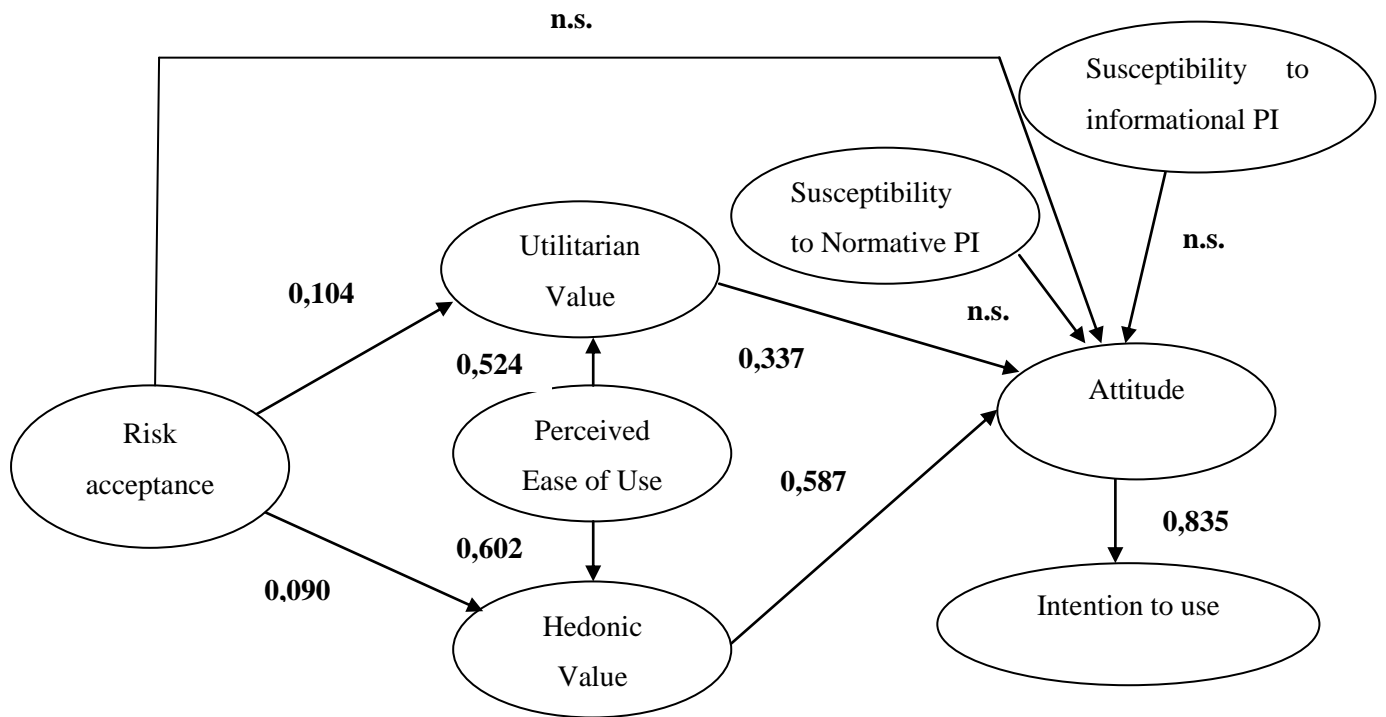 n.s.
Susceptibility to
informational PI
Susceptibility
to Normative PI
n.s.
Utilitarian
Value
0,104
n.s.
0,524
0,337
Attitude
Risk
acceptance
Perceived
Ease of Use
0,587
0,835
0,602
0,090
Intention to use
Hedonic
Value